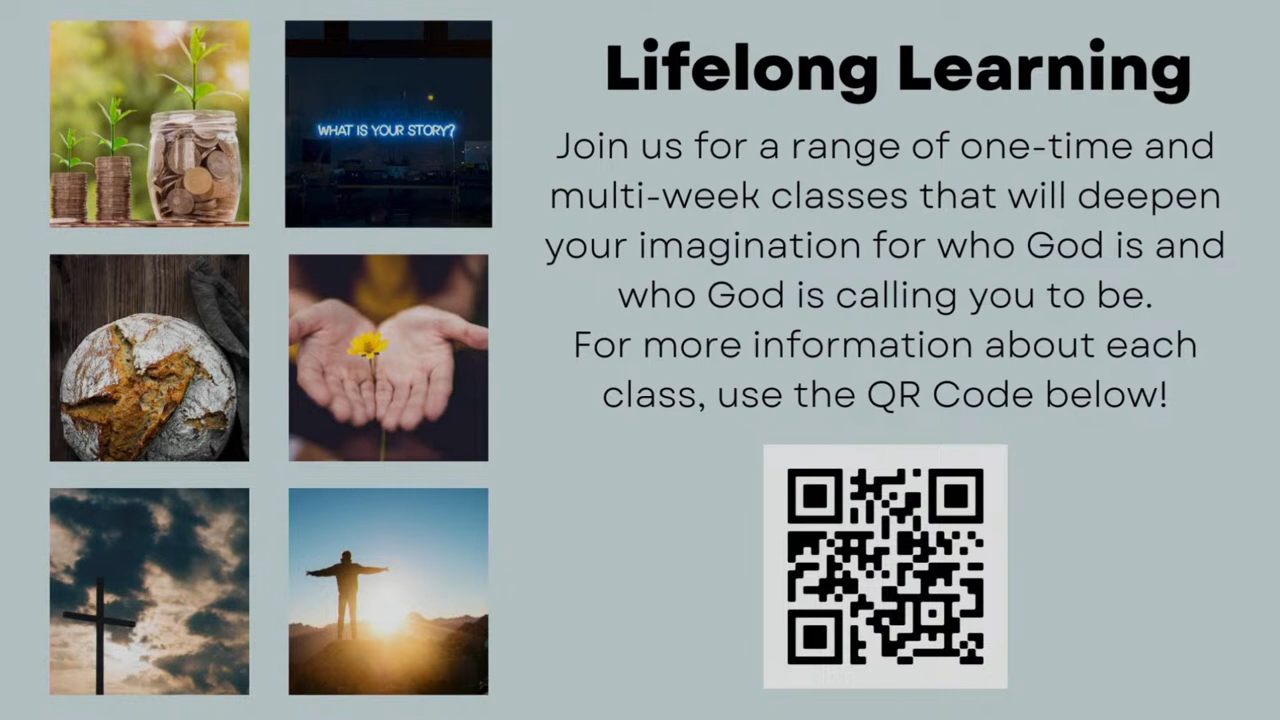 WHAT IS YOUR STORY?
Lifelong Learning
Join us for a range of one-time and
multi-week classes that will deepen
your imagination for who God is and
who God is calling you to be.
For more information about each
class, use the QR Code below!